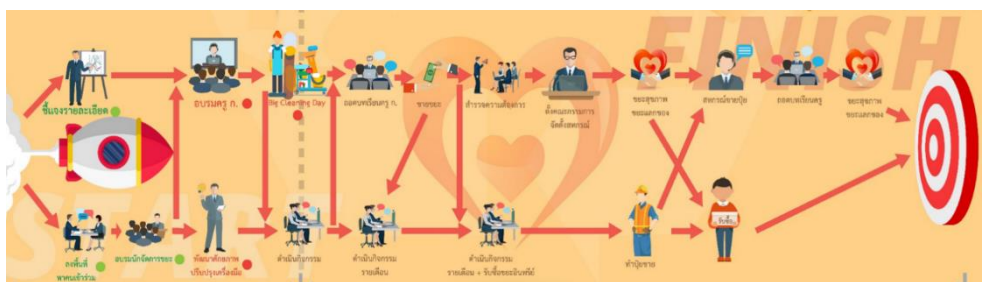 FINISH
START
ชี้แจงรายละเอียด
อบรมครู ก.
Big Cleaning Day
ถอดบทเรียนครู ก.
ขายขยะ
สำรวจความต้องการ
ตั้งคณะกรรมการ
จัดตั้งสหกรณ์
ขยะสุขภาพ
ขยะแลกของ
สหกรณ์ขายปุ๋ย
ถอดบทเรียนครู
ขยะสุขภาพ
ขยะแลกของ
ลงพื้นที่
หาคนเข้าร่วม
อบรมนักจัดการขยะ
พัฒนาศักยภาพ
ปรับปรุงเครื่องมือ
ดำเนินกิจกรรม
ดำเนินกิจกรรม
รายเดือน
ดำเนินกิจกรรม
รายเดือน + รับซื้อขยะอินทรีย์
ทำปุ๋ยขาย
รับซื้อ